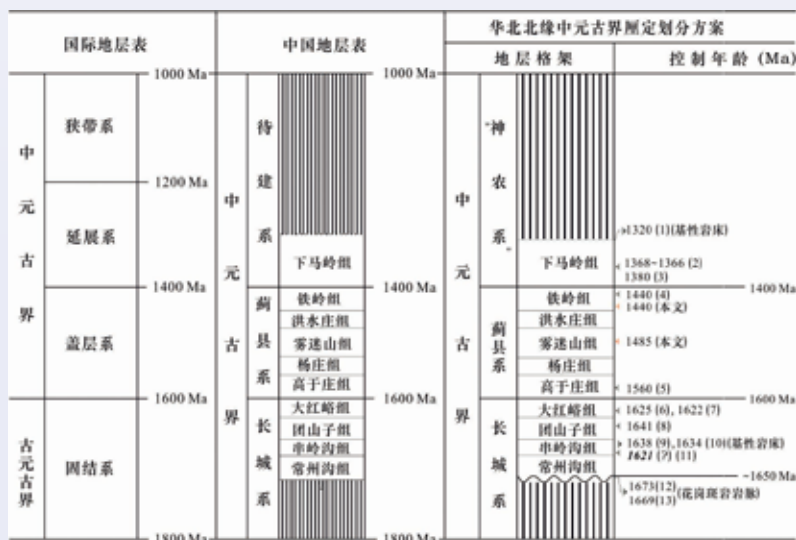 国际地层表
中国地层表
华北北缘中元古界厘定划分方案
地层格架
控制年龄 (Ma)
1000 Ma
1000 Ma
中元古界
狭带系
1200 Ma
延展系
1400 Ma
盖层系
1600 Ma
古元古界
固结系
1800 Ma
中元古界
待建系
下马岭组
1400 Ma
蓟县系
铁岭组
洪水庄组
雾迷山组
杨庄组
高于庄组
1600 Ma
长城系
大红峪组
团山子组
串岭沟组
常州沟组
1800 Ma
中元古界
"神农系"
下马岭组
蓟县系
铁岭组
洪水庄组
雾迷山组
杨庄组
高于庄组
长城系
大红峪组
团山子组
串岭沟组
常州沟组
1320 (1)(基性岩床)
1368-1366 (2)
1380 (3)
1400 Ma
1440 (4)
1440 (本文)
1485 (本文)
1560 (5)
1600 Ma
1625 (6), 1622 (7)
1641 (8)
1638 (9),1634 (10)(基性岩床)
1621 (?) (11)
~1650 Ma
1673(12)
1669(13)
(花岗斑岩岩脉)